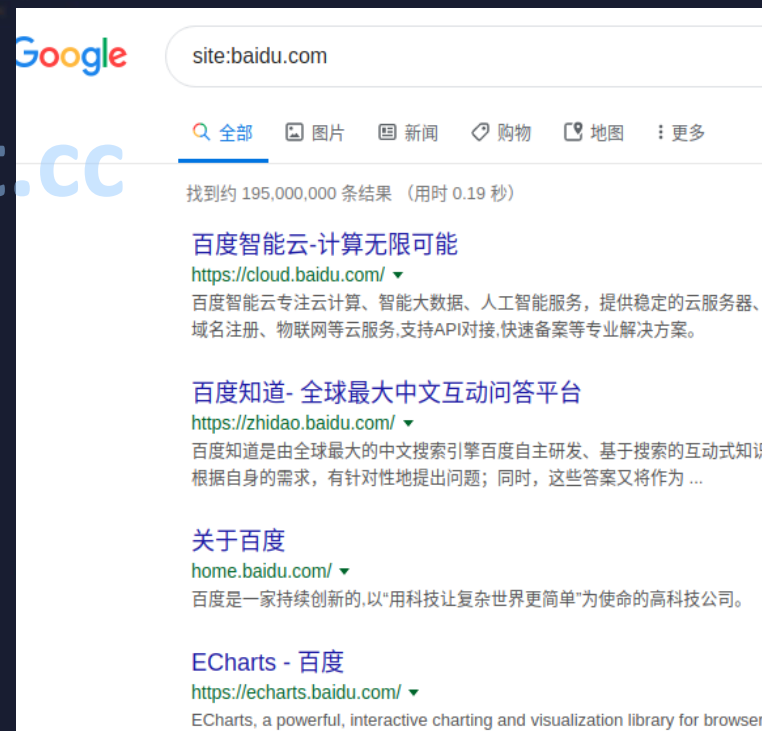 Google
site:baidu.com
全部 图片 新闻 购物 地图 更多
.cc
找到约 195,000,000 条结果 （用时 0.19 秒）
百度智能云-计算无限可能
https://cloud.baidu.com/
百度智能云专注云计算、智能大数据、人工智能服务，提供稳定的云服务器、
域名注册、物联网等云服务,支持API对接,快速备案等专业解决方案。
百度知道- 全球最大中文互动问答平台
https://zhidao.baidu.com/
百度知道是由全球最大的中文搜索引擎百度自主研发、基于搜索的互动式知识
根据自身的需求，有针对性地提出问题；同时，这些答案又将作为 ...
关于百度
home.baidu.com/
百度是一家持续创新的,以“用科技让复杂世界更简单”为使命的高科技公司。
ECharts - 百度
https://echarts.baidu.com/
ECharts, a powerful, interactive charting and visualization library for browser